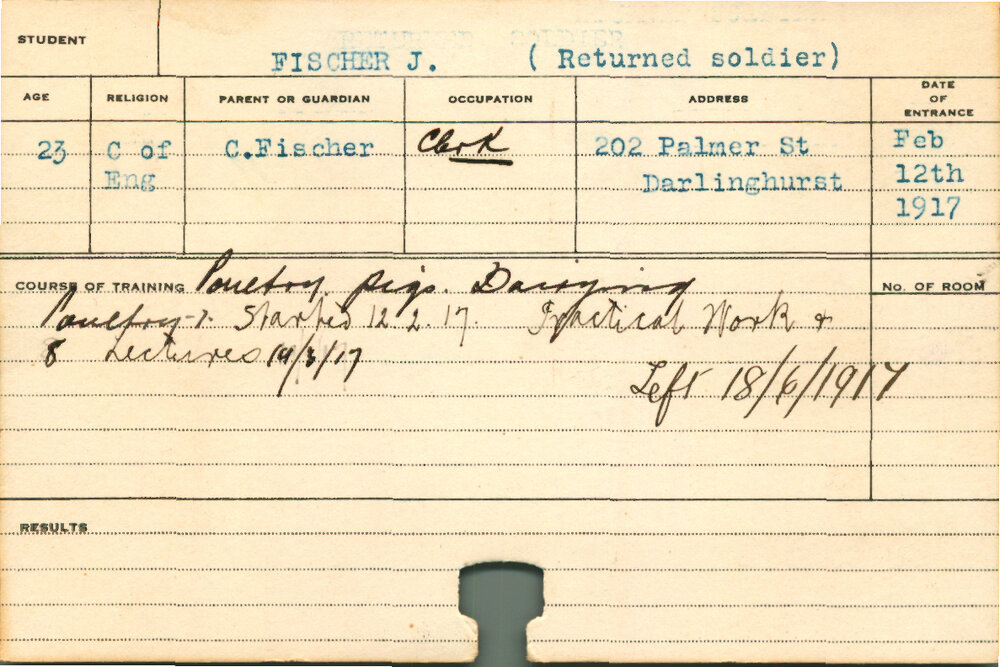 STUDENT
FISCHER J. ( Returned soldier)
AGE RELIGION PARENT OR GUARDIAN OCCUPATION ADDRESS DATE OF ENTRANCE
23 C of Eng C.Fischer Clerk 202 Palmer St Darlinghurst Feb 12th 1917
COURSE OF TRAINING Poultry pigs. Dairying No. OF ROOM
Poultry Started 12.2.17. Practical Work &
8 Lectures 19/3/17
Left 18/6/1917
RESULTS